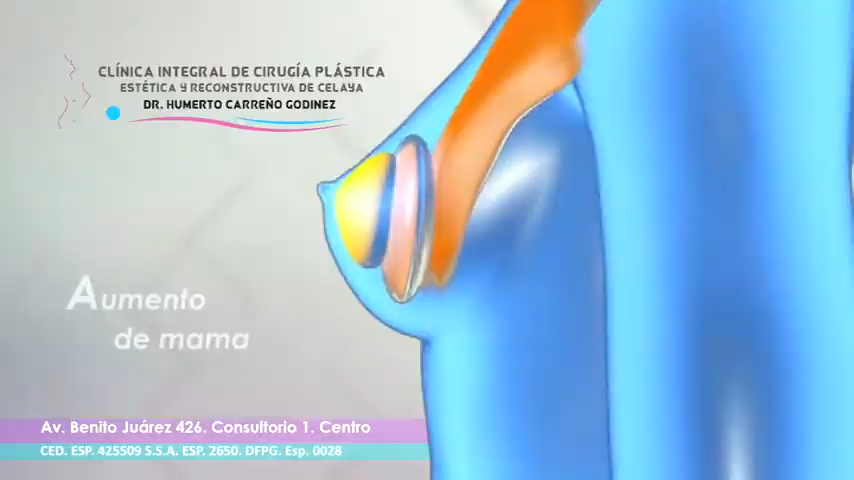 CLÍNICA INTEGRAL DE CIRUGÍA PLÁSTICA
ESTÉTICA Y RECONSTRUCTIVA DE CELAYA
DR. HUMERTO CARREÑO GODINEZ
Aumento
de mama
Av. Benito Juárez 426. Consultorio 1. Centro
CED. ESP. 425509 S.S.A. ESP. 2650. DFPG. Esp. 0028